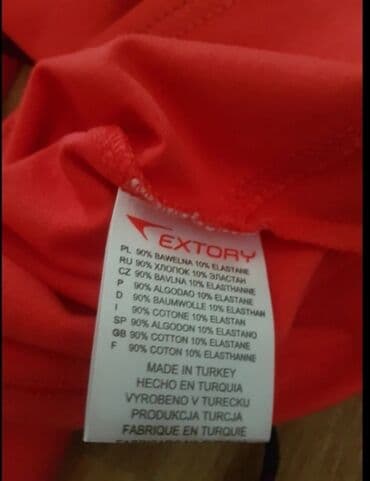 EXTORY
PL 90% BAWELNA 10% ELASTANE
RU 90% ХЛОПОК 10% ЭЛАСТАН
CZ 90% BAVLNA 10% ELASTHANNE
P 90% ALGODAO 10% ELASTANE
D 90% BAUMWOLLE 10% ELASTHAN
I 90% COTONE 10% ELASTAN
SP 90% ALGODON 10% ELASTANO
GB 90% COTTON 10% ELASTANE
F 90% COTON 10% ELASTHANNE
MADE IN TURKEY
HECHO EN TURQUIA
VYROBENO V TURECKU
PRODUKCJA TURCJA
FABRIQUE EN TURQUIE